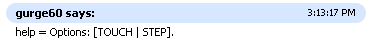 gurge60 says: 3:13:17 PM
help = Options: [TOUCH | STEP].